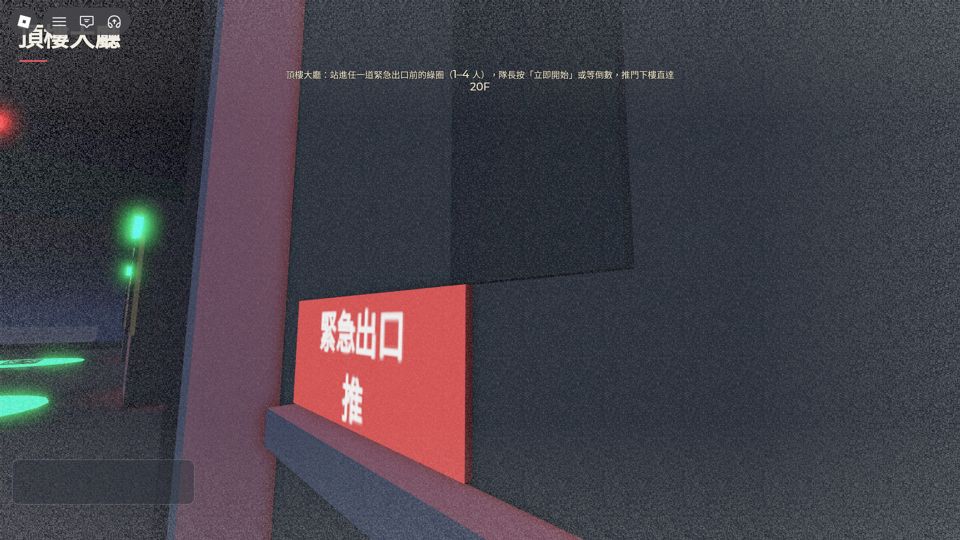 頂樓大廳
頂樓大廳：站進任一道緊急出口前的綠圈（1–4 人），隊長按「立即開始」或等倒數，推門下樓直達
20F
緊急出口
推